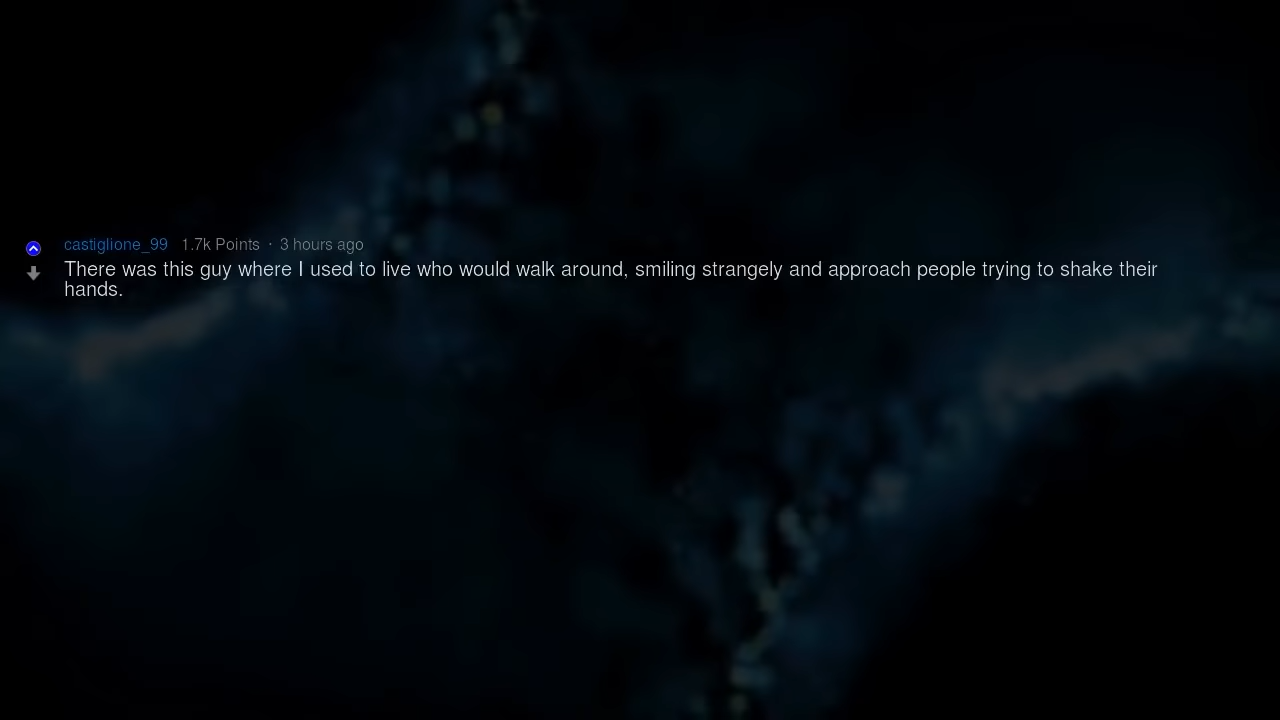 castiglione_99 1.7k Points · 3 hours ago
There was this guy where I used to live who would walk around, smiling strangely and approach people trying to shake their
hands.